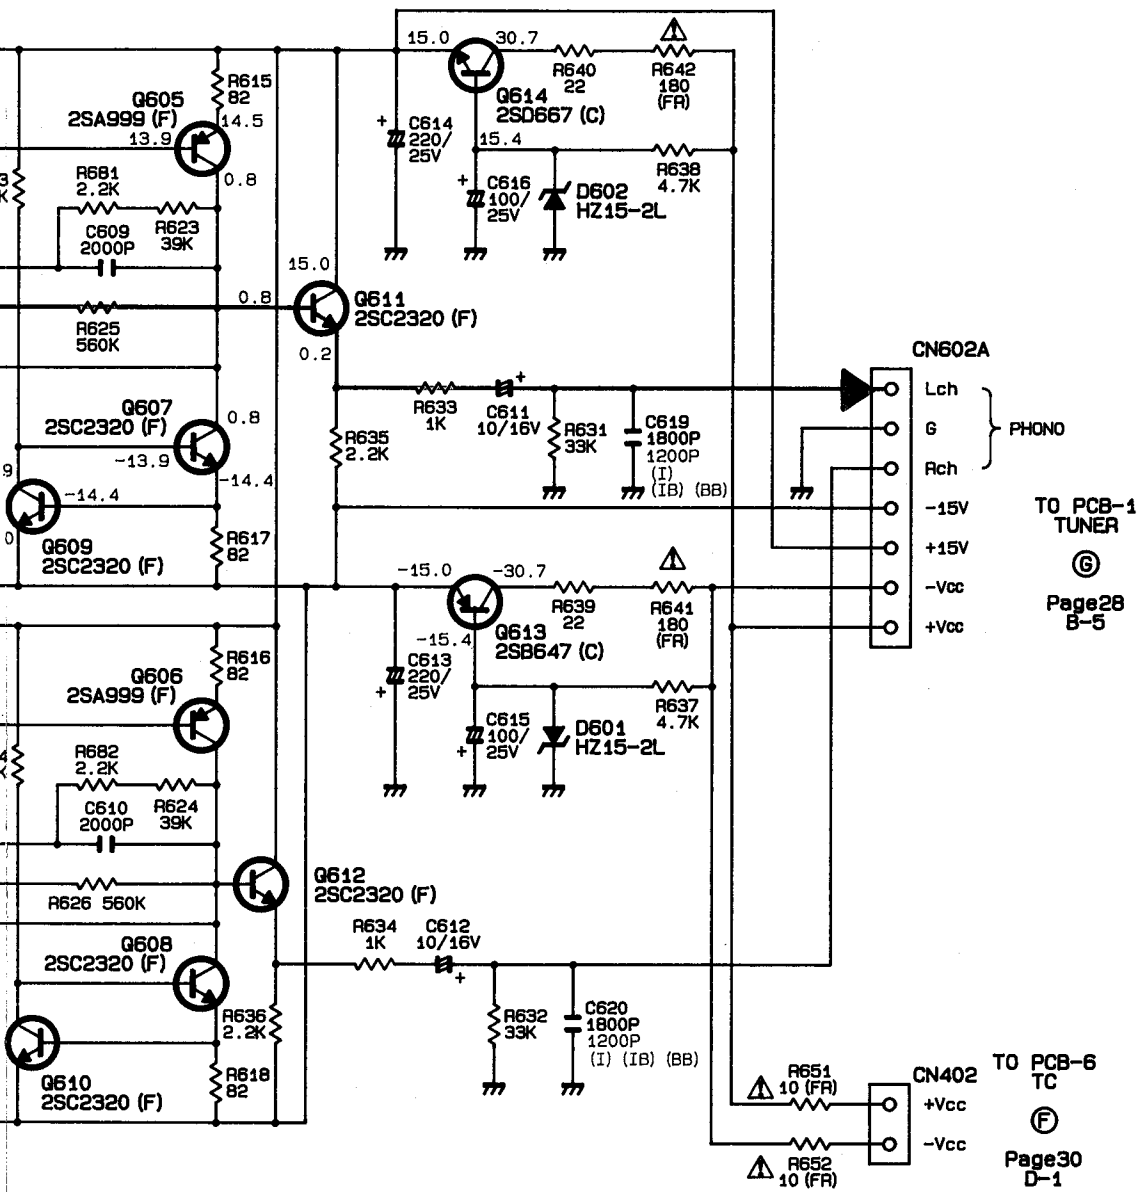 15.0
30.7
R640
22
R642
180
(FR)
Q614
2SD667 (C)
R615
82
Q605
2SA999 (F)
14.5
13.9
+
C614
220/
25V
15.4
R638
4.7K
3
K
R681
2.2K
0.8
+
C616
100/
25V
D602
HZ15-2L
C609
2000P
R623
39K
15.0
0.8
Q611
2SC2320 (F)
R625
560K
0.2
CN602A
Q607
2SC2320 (F)
0.8
R633
1K
+
C611
10/16V
R631
33K
C619
1800P
1200P
(I)
(IB) (BB)
Lch
G
PHONO
Rch
R635
2.2K
9
-13.9
-14.4
-14.4
-15V
TO PCB-1
TUNER
0
Q609
2SC2320 (F)
R617
82
+15V
G
-15.0
-30.7
R639
22
R641
180
(FR)
-Vcc
Page28
B-5
+Vcc
-15.4
Q613
2SB647 (C)
R616
82
Q606
2SA999 (F)
+
C613
220/
25V
R637
4.7K
+
C615
100/
25V
D601
HZ15-2L
4
K
R682
2.2K
C610
2000P
R624
39K
Q612
2SC2320 (F)
R626 560K
R634
1K
C612
10/16V
+
Q608
2SC2320 (F)
R636
2.2K
R632
33K
C620
1800P
1200P
(I) (IB) (BB)
Q610
2SC2320 (F)
R618
82
R651
10 (FR)
CN402
TO PCB-6
TC
+Vcc
F
-Vcc
R652
10 (FR)
Page30
D-1